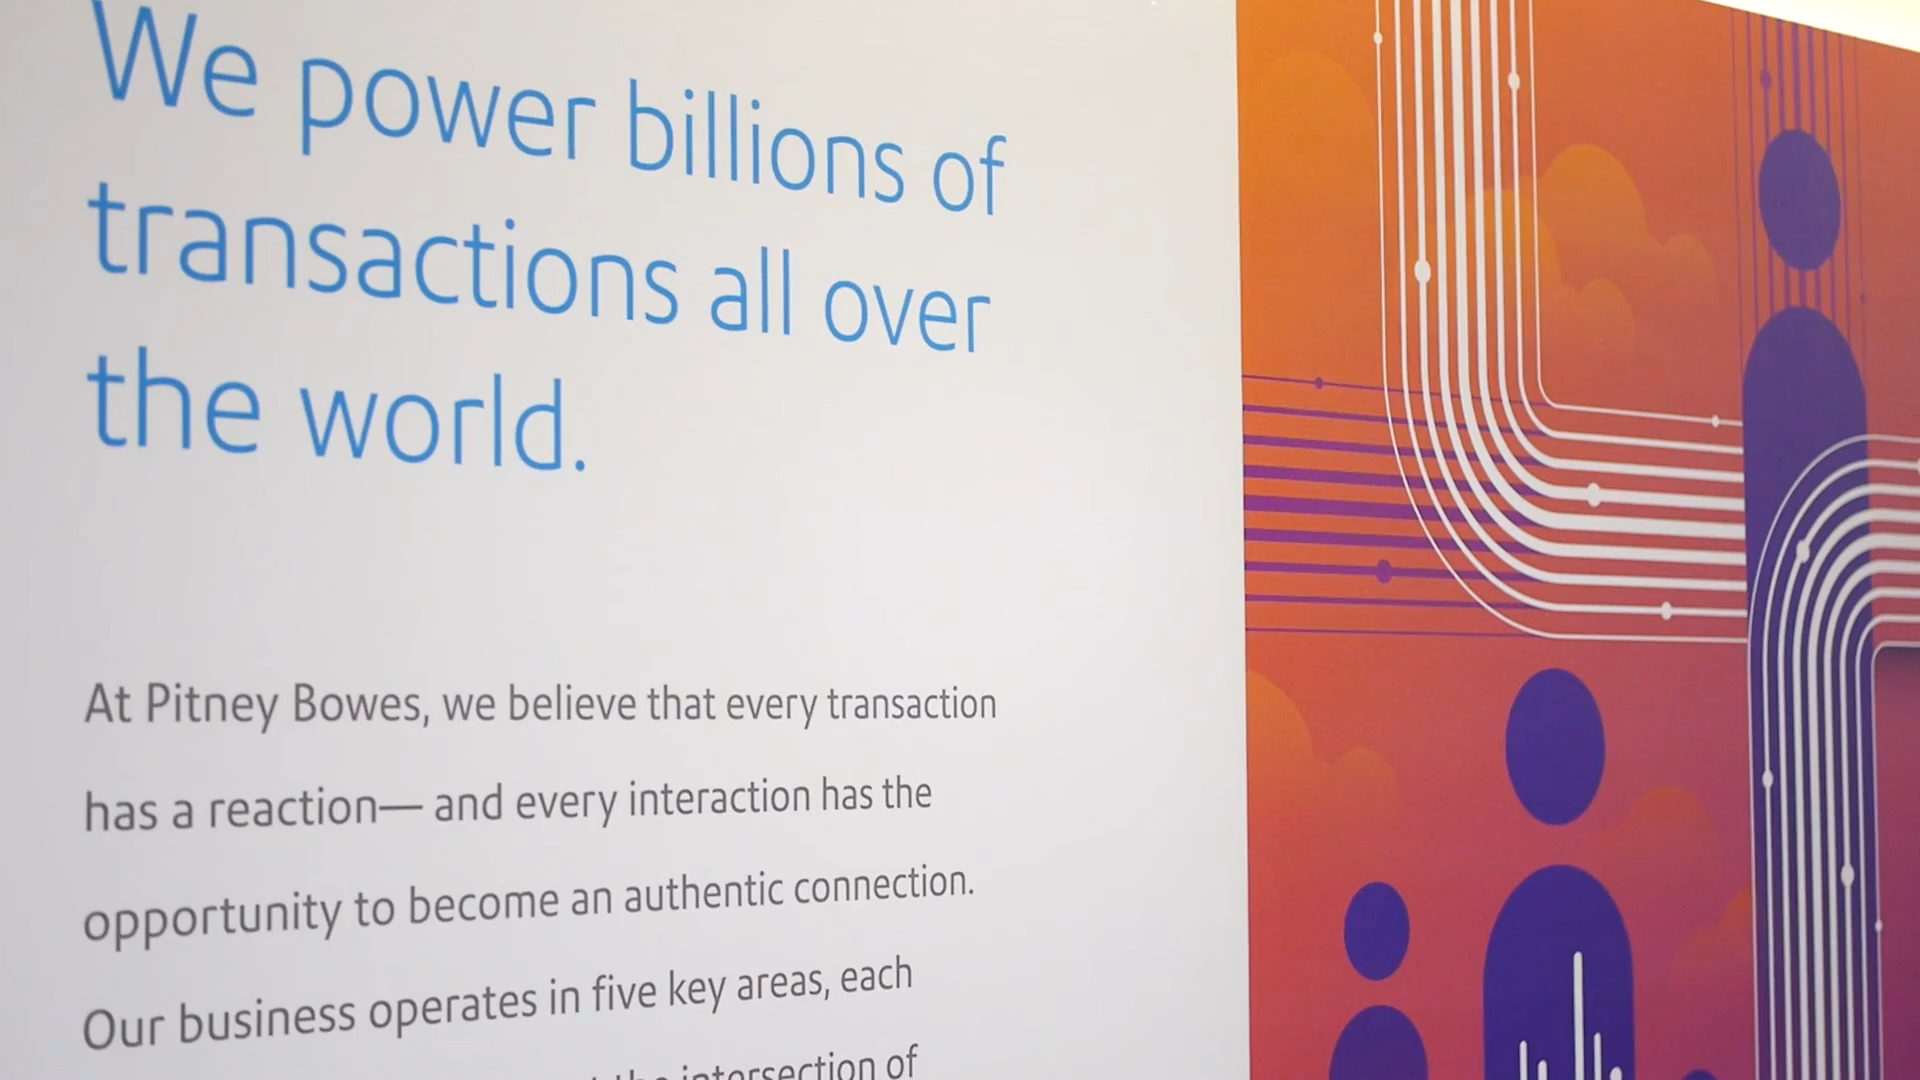 We power billions of
transactions all over
the world.
At Pitney Bowes, we believe that every transaction
has a reaction— and every interaction has the
opportunity to become an authentic connection.
Our business operates in five key areas, each
the intersection of